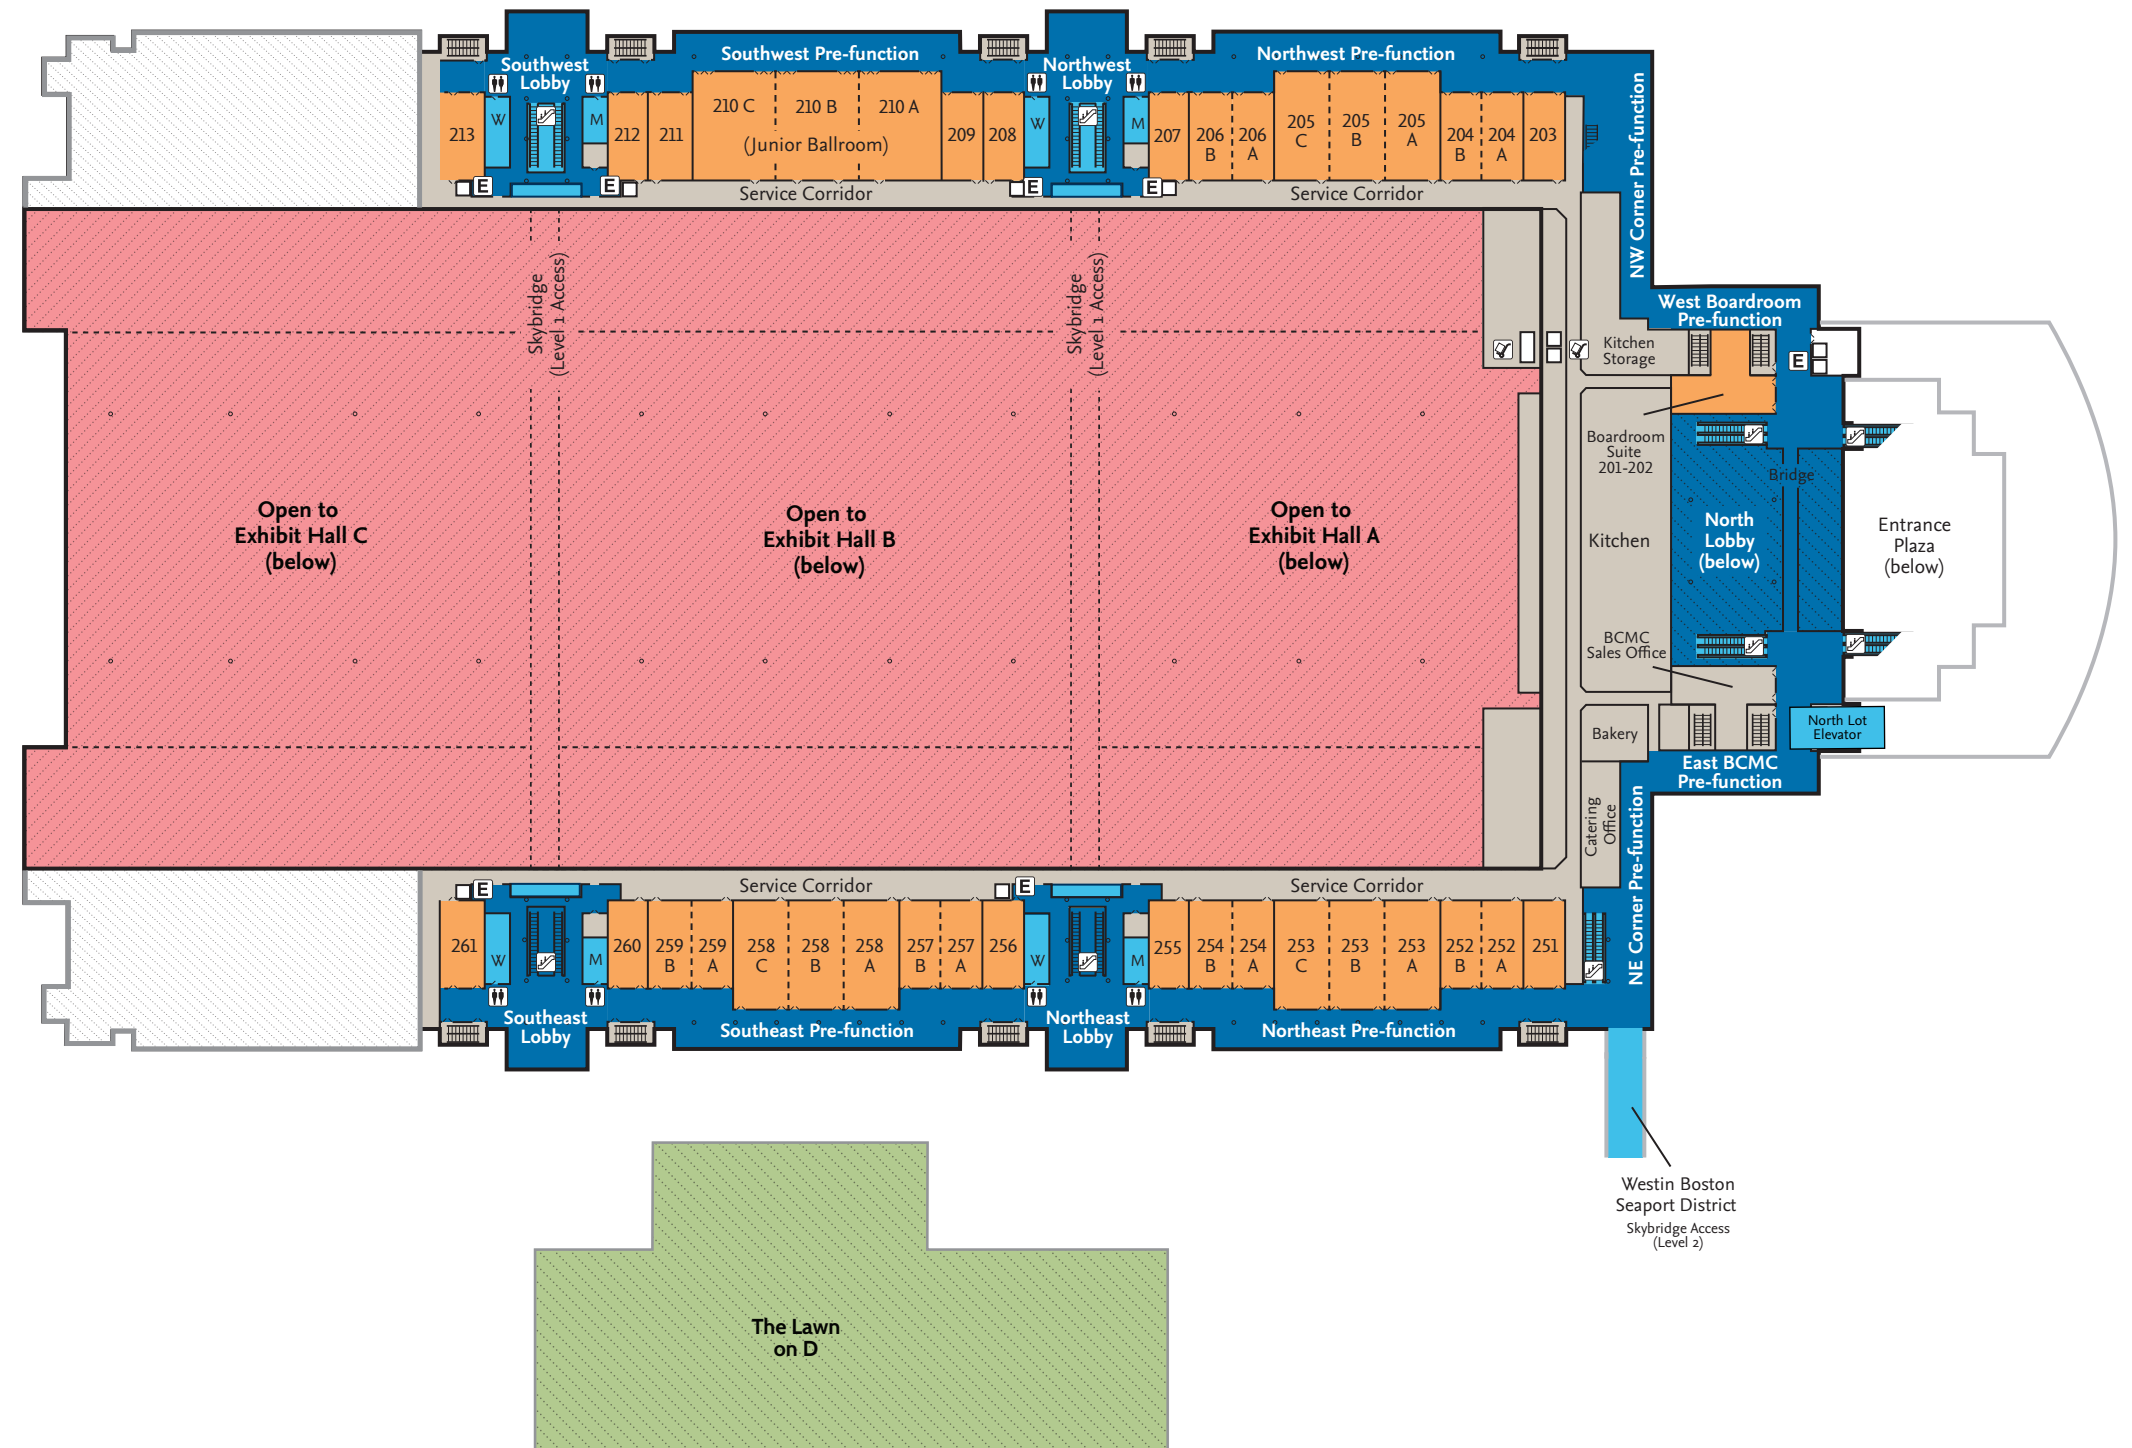 Southwest
Lobby
Southwest Pre-function
Northwest
Lobby
Northwest Pre-function
NW Corner Pre-function
213
W
M
212
211
210 C
210 B
210 A
(Junior Ballroom)
209
208
W
M
207
206
B
206
A
205
C
205
B
205
A
204
B
204
A
203
E
E
Service Corridor
E
E
Service Corridor
Skybridge
(Level 1 Access)
Skybridge
(Level 1 Access)
West Boardroom
Pre-function
Kitchen
Storage
E
Boardroom
Suite
201-202
Bridge
Open to
Exhibit Hall C
(below)
Open to
Exhibit Hall B
(below)
Open to
Exhibit Hall A
(below)
Kitchen
North
Lobby
(below)
Entrance
Plaza
(below)
BCMC
Sales Office
Bakery
North Lot
Elevator
East BCMC
Pre-function
Catering
Office
NE Corner Pre-function
E
Service Corridor
E
Service Corridor
261
W
M
260
259
B
259
A
258
C
258
B
258
A
257
B
257
A
256
W
M
255
254
B
254
A
253
C
253
B
253
A
252
B
252
A
251
Southeast
Lobby
Southeast Pre-function
Northeast
Lobby
Northeast Pre-function
Westin Boston
Seaport District
Skybridge Access
(Level 2)
The Lawn
on D